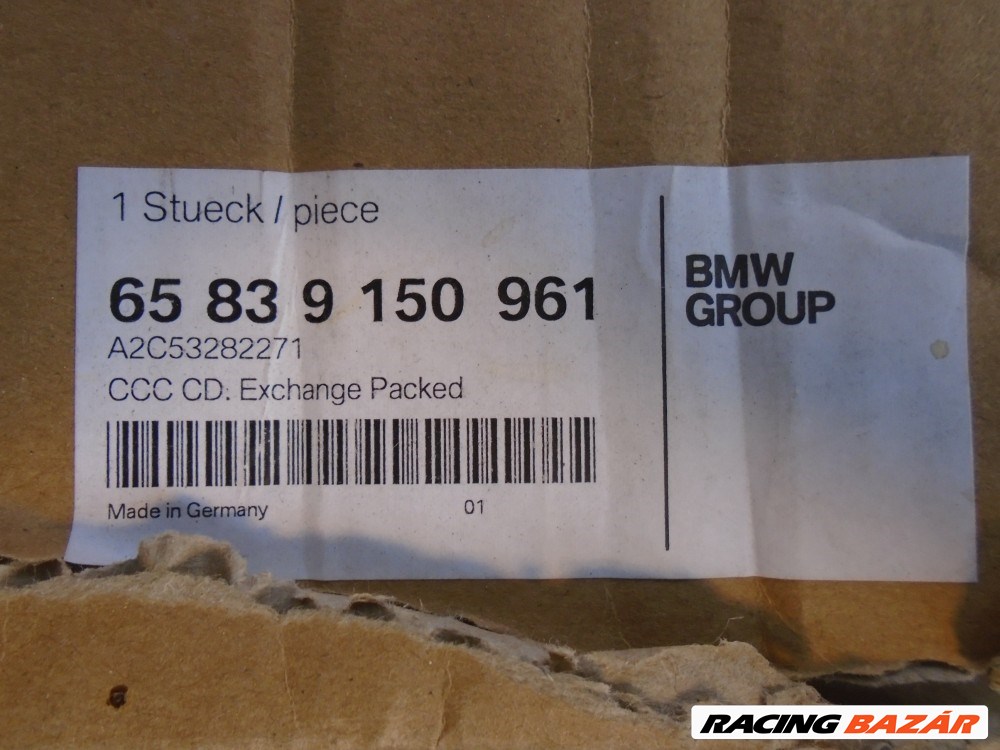 1 Stueck / piece
65 83 9 150 961
A2C53282271
CCC CD. Exchange Packed
Made in Germany 01
BMW
GROUP
RACING BAZÁR